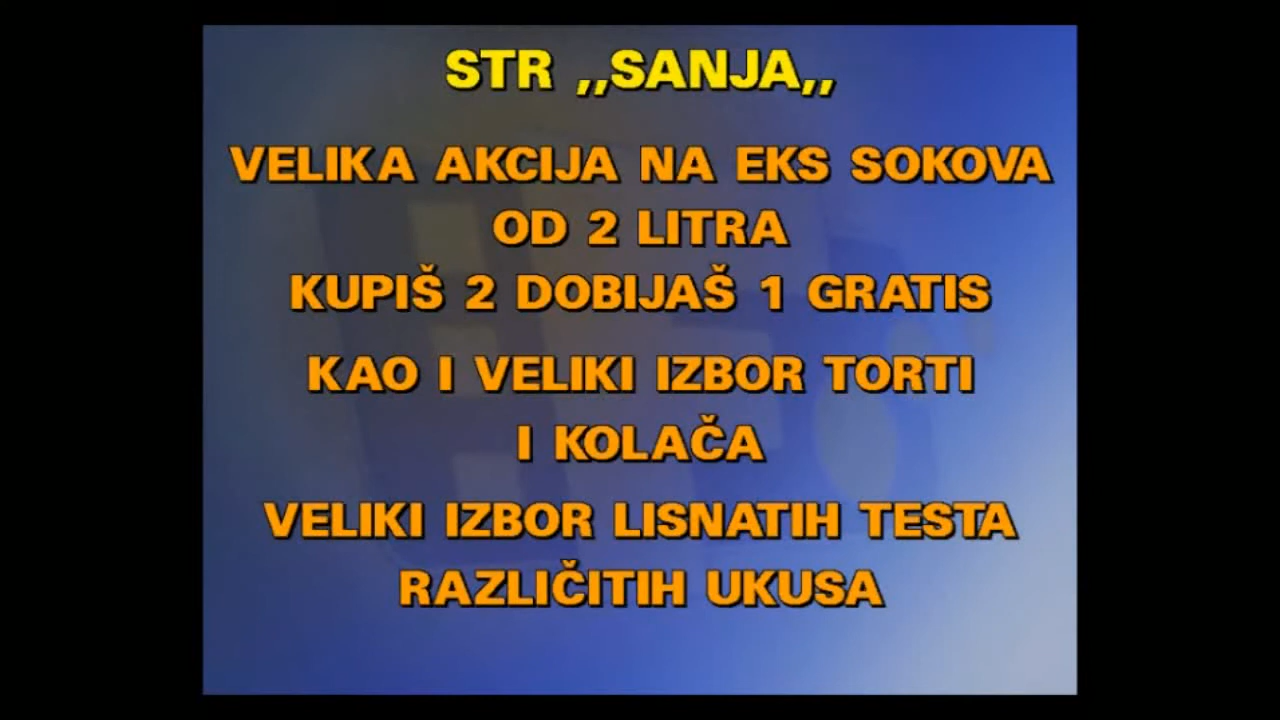 STR ,,SANJA,,
VELIKA AKCIJA NA EKS SOKOVA
OD 2 LITRA
KUPIŠ 2 DOBIJAŠ 1 GRATIS
KAO I VELIKI IZBOR TORTI
I KOLAČA
VELIKI IZBOR LISNATIH TESTA
RAZLIČITIH UKUSA